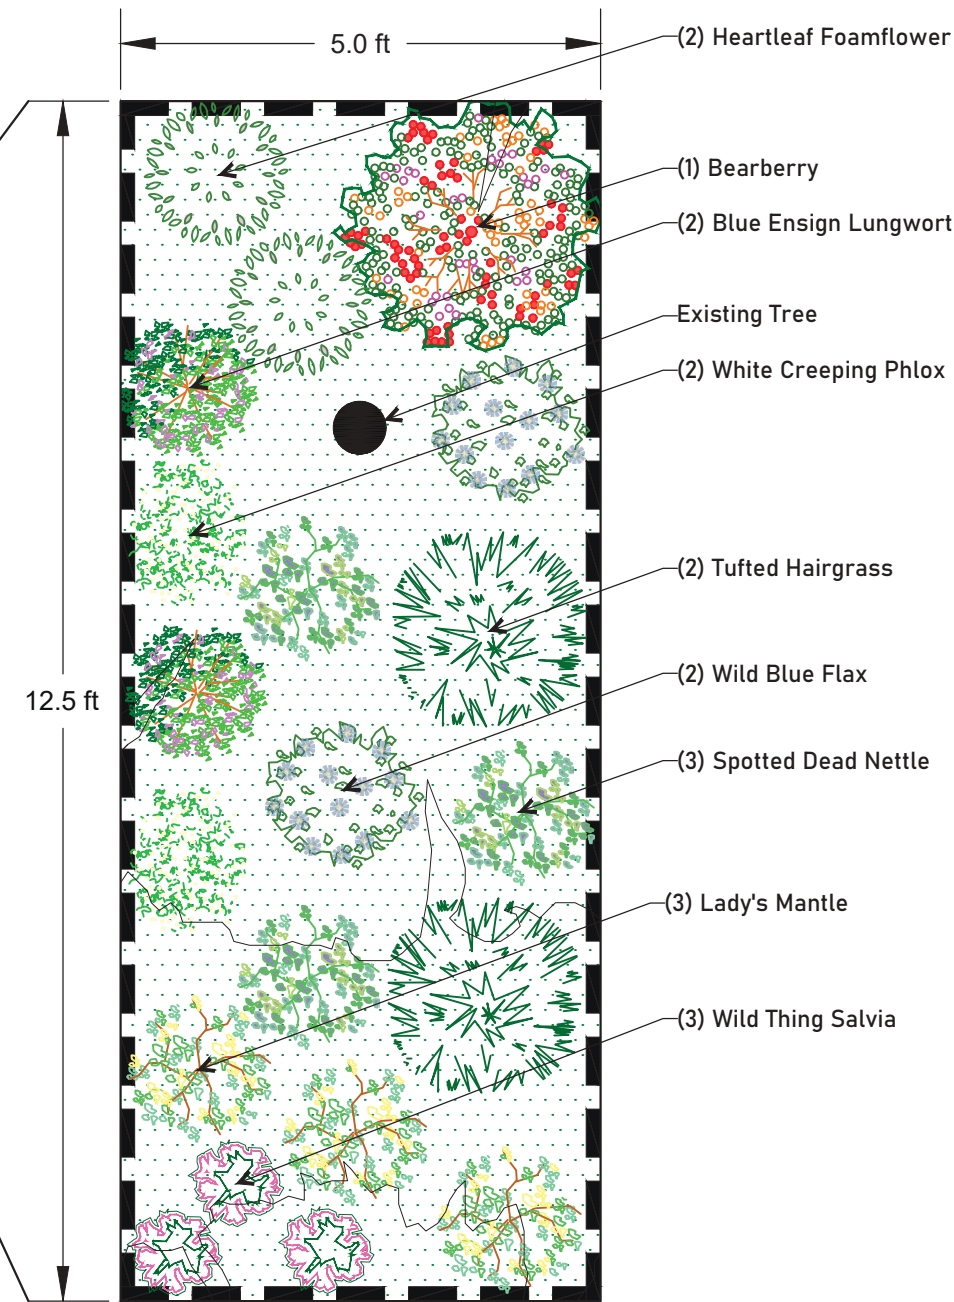 5.0 ft
(2) Heartleaf Foamflower
(1) Bearberry
(2) Blue Ensign Lungwort
Existing Tree
(2) White Creeping Phlox
(2) Tufted Hairgrass
(2) Wild Blue Flax
12.5 ft
(3) Spotted Dead Nettle
(3) Lady's Mantle
(3) Wild Thing Salvia